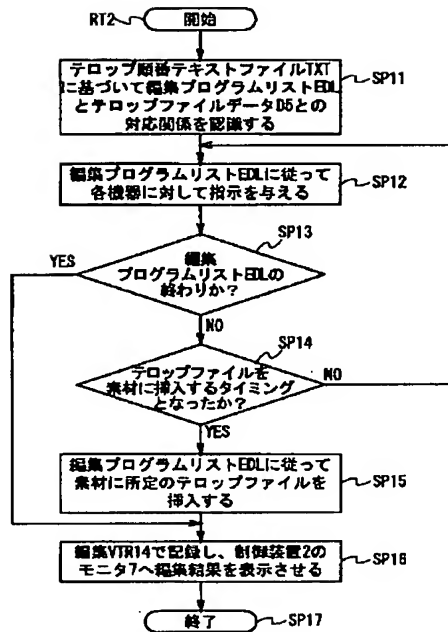 RT2
開始
テロップ順番テキストファイルTXT
に基づいて編集プログラムリストEDL
とテロップファイルデータD5との
対応関係を認識する
SP11
編集プログラムリストEDLに従って
各機器に対して指示を与える
SP12
SP13
YES
編集
プログラムリストEDLの
終わりか?
NO
SP14
テロップファイルを
素材に挿入するタイミング
となったか?
NO
YES
編集プログラムリストEDLに従って
素材に所定のテロップファイルを
挿入する
SP15
編集VTR14で記録し、制御装置2の
モニタ7へ編集結果を表示させる
SP16
終了
SP17